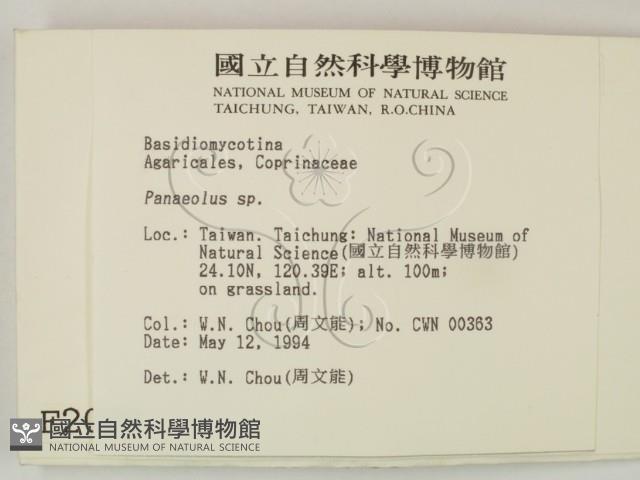 國立自然科學博物館
NATIONAL MUSEUM OF NATURAL SCIENCE
TAICHUNG, TAIWAN, R.O.CHINA
Basidiomycotina
Agaricales, Coprinaceae
Panaeolus sp.
Loc.: Taiwan. Taichung: National Museum of
Natural Science(國立自然科學博物館)
24.10N, 120.39E; alt. 100m;
on grassland.
Col.: W.N. Chou(周文能); No. CWN 00363
Date: May 12, 1994
Det.: W.N. Chou(周文能)
國立自然科學博物館
NATIONAL MUSEUM OF NATURAL SCIENCE